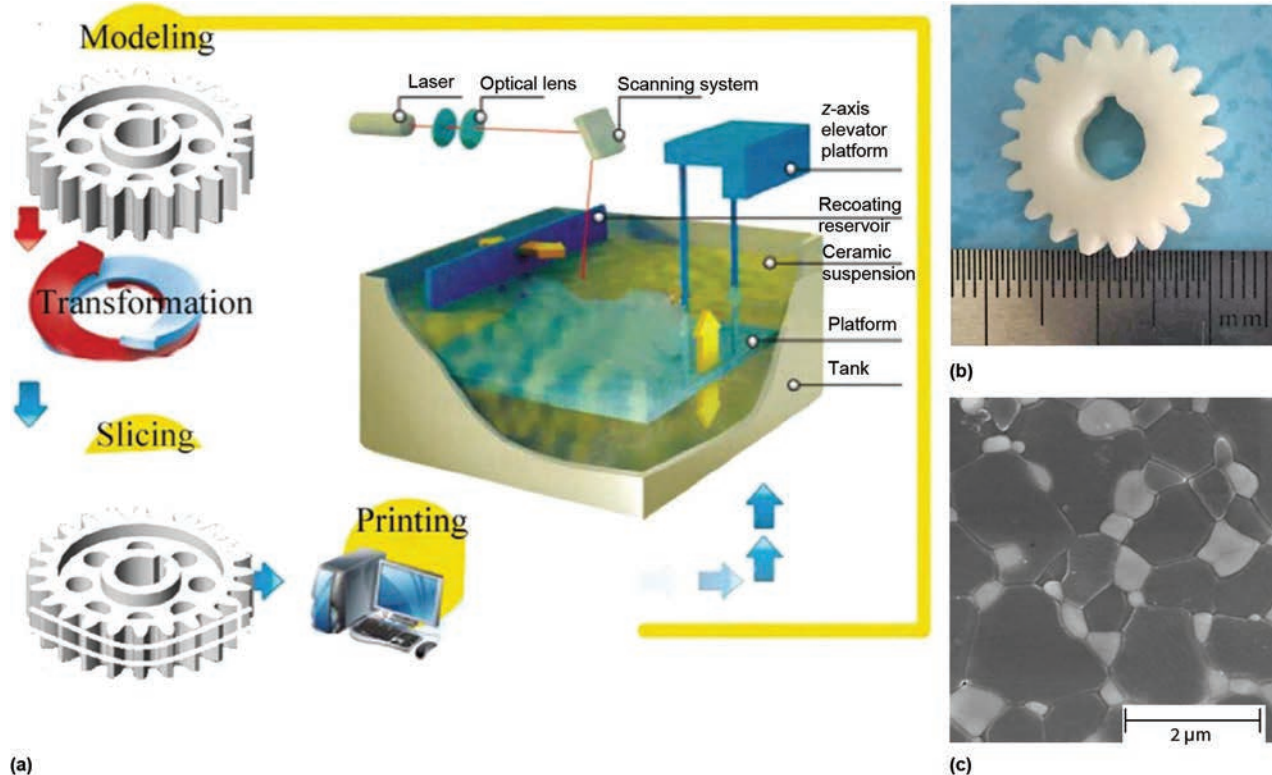 Modeling
Laser
Optical lens
Scanning system
z-axis
elevator
platform
Recoating
reservoir
Ceramic
suspension
Platform
Tank
Transformation
Slicing
Printing
(a)
mm
(b)
2 µm
(c)